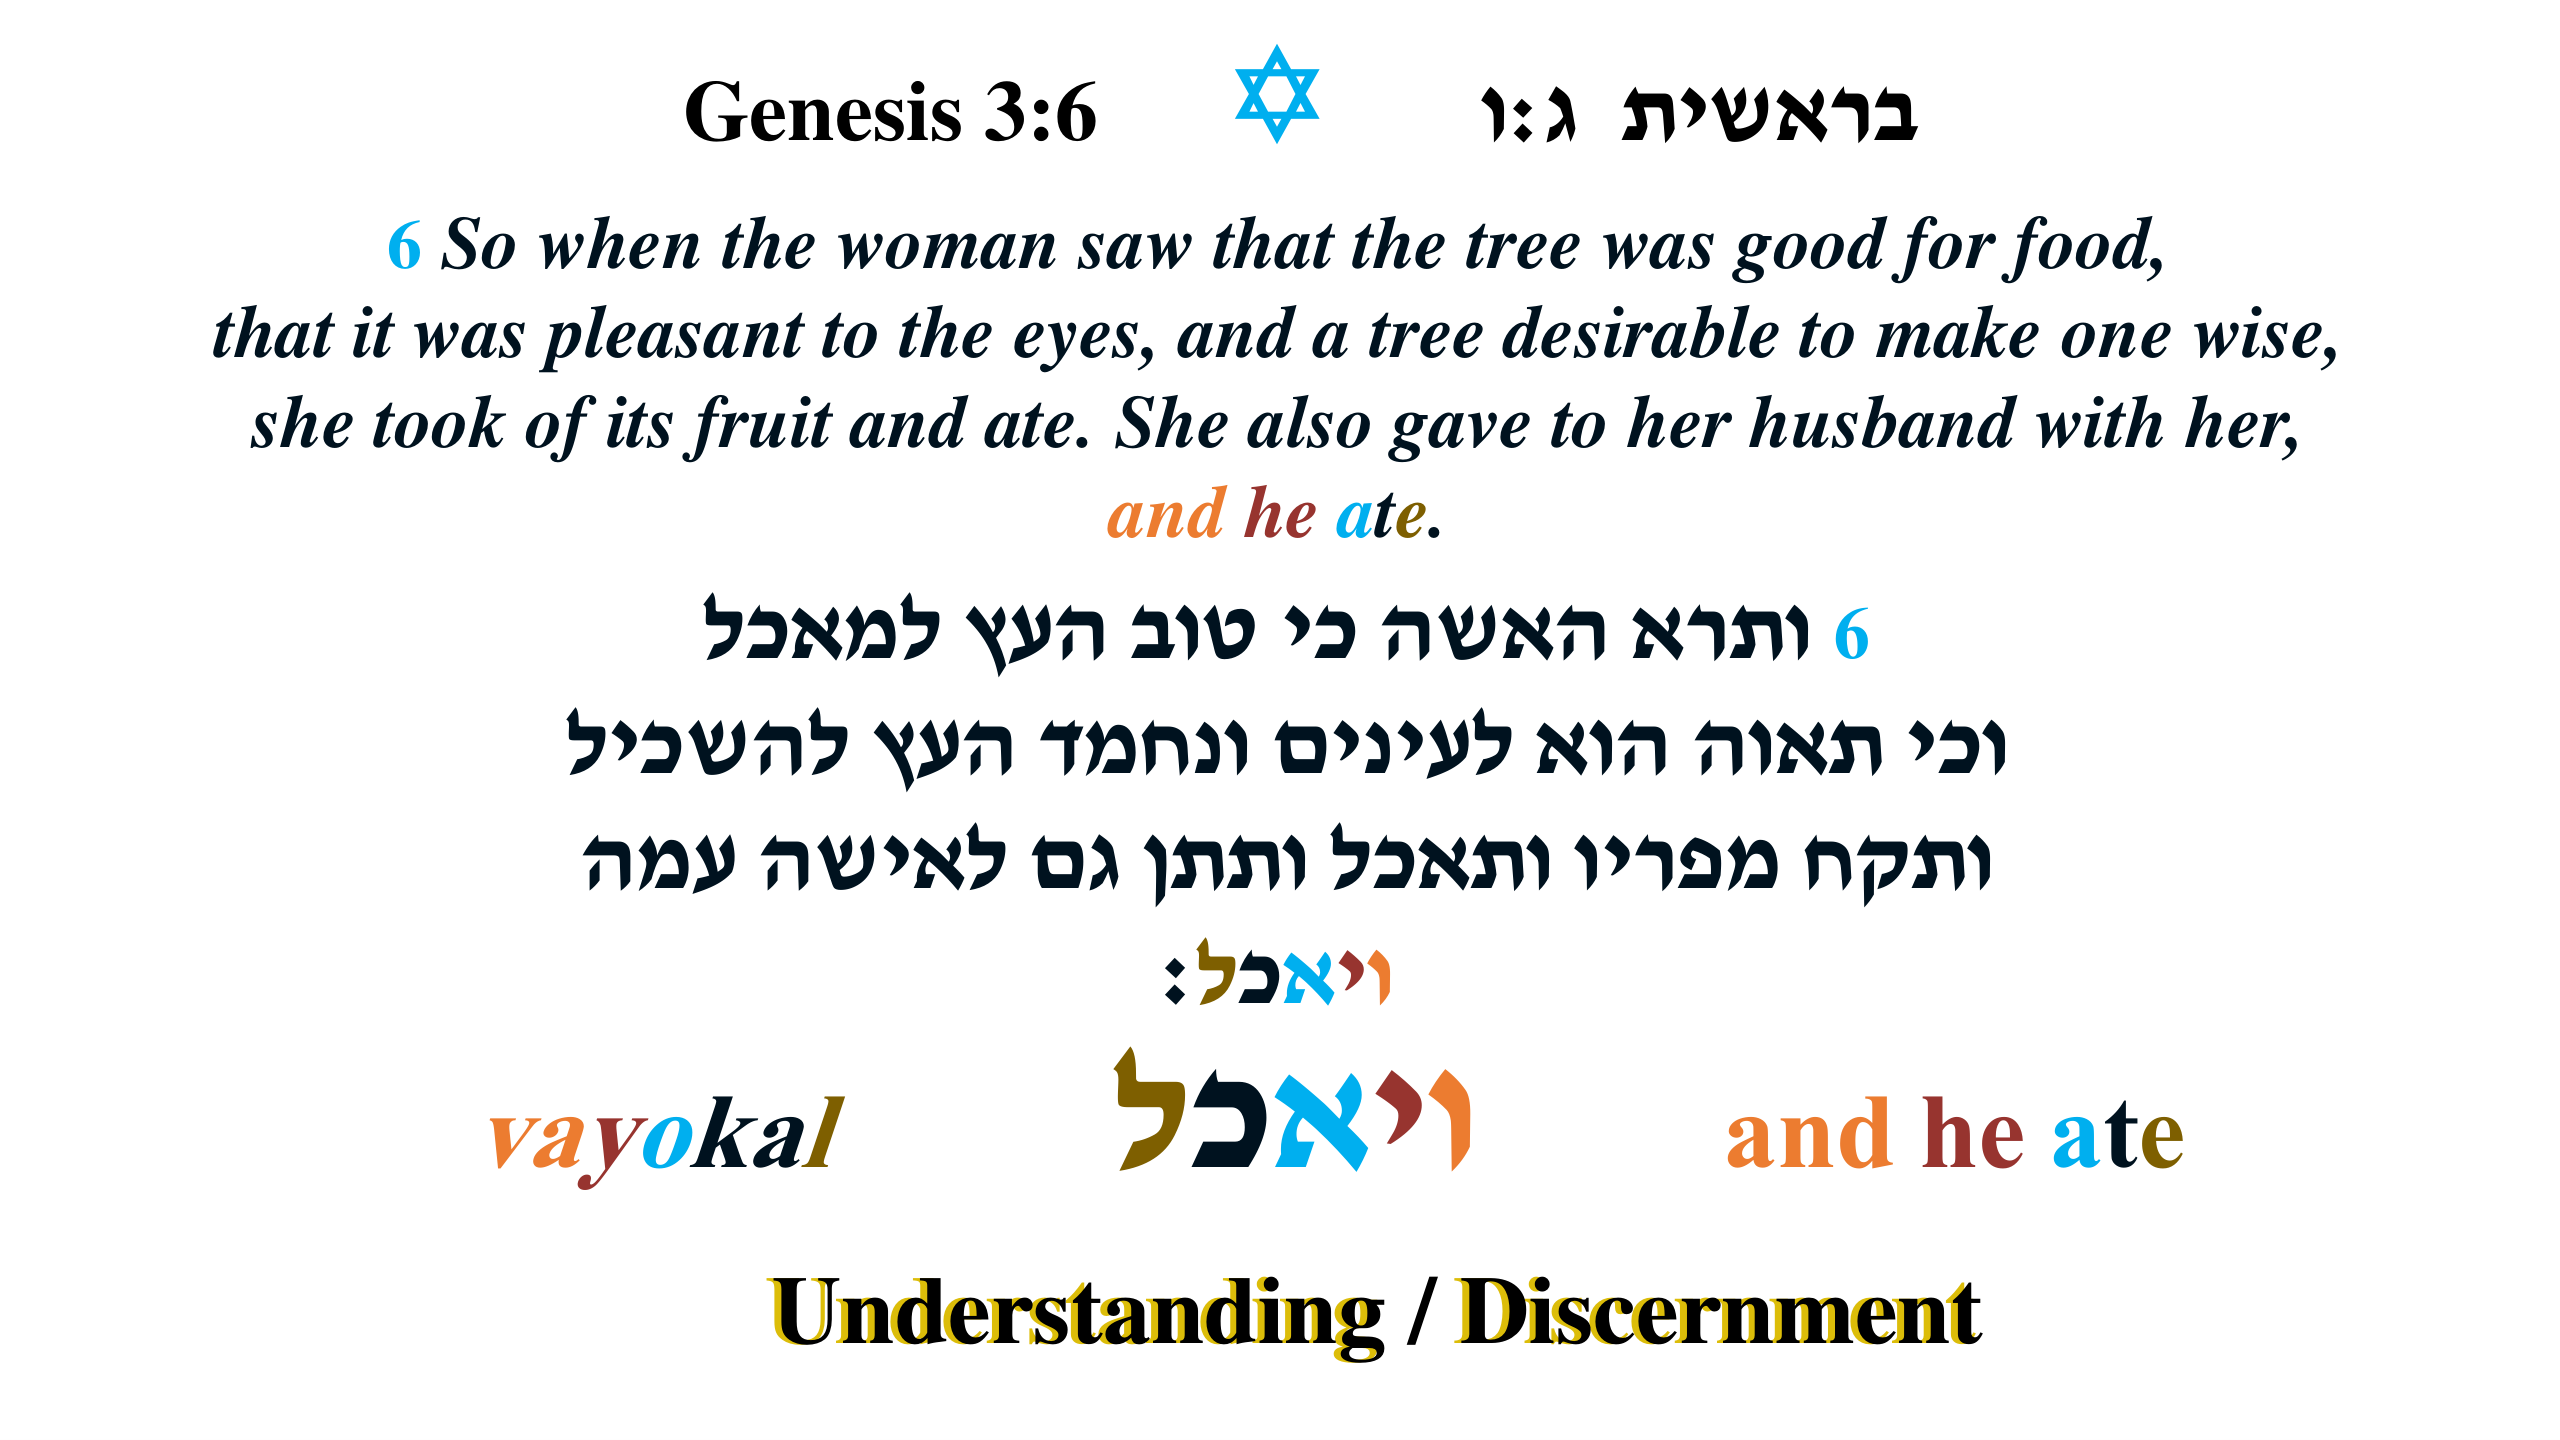 Genesis 3:6 ✡ בראשית ג:ו
6 So when the woman saw that the tree was good for food,
that it was pleasant to the eyes, and a tree desirable to make one wise,
she took of its fruit and ate. She also gave to her husband with her,
and he ate.
6 ותרא האשה כי טוב העץ למאכל
וכי תאוה הוא לעינים ונחמד העץ להשכיל
ותקח מפריו ותאכל ותתן גם לאישה עמה
ויאכל:
vayokal ויאכל and he ate
Understanding / Discernment